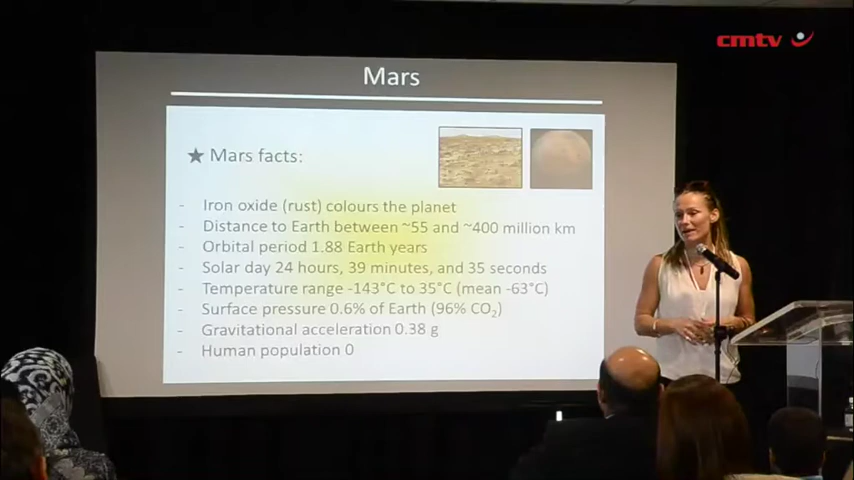 cmtv
Mars
★ Mars facts:
- Iron oxide (rust) colours the planet
- Distance to Earth between ~55 and ~400 million km
- Orbital period 1.88 Earth years
- Solar day 24 hours, 39 minutes, and 35 seconds
- Temperature range -143°C to 35°C (mean -63°C)
- Surface pressure 0.6% of Earth (96% CO₂)
- Gravitational acceleration 0.38 g
- Human population 0